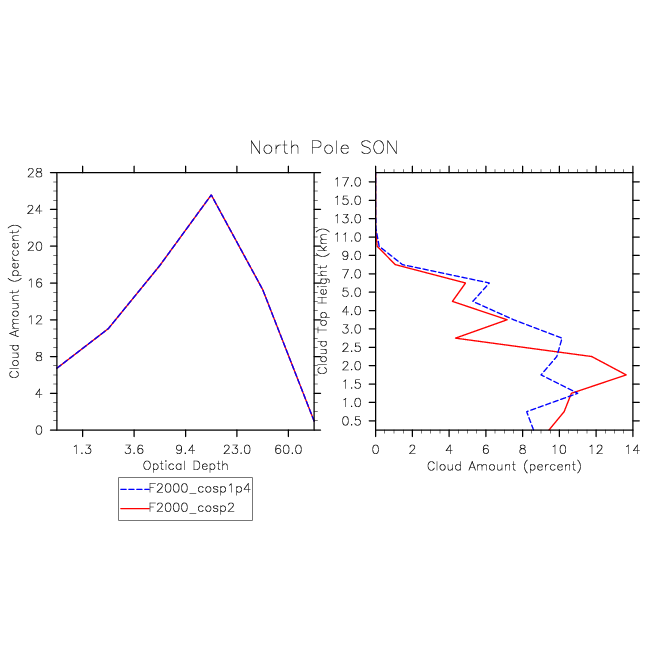 North Pole SON
Cloud Amount (percent)
28
24
20
16
12
8
4
0
1.3 3.6 9.4 23.0 60.0
Optical Depth
Cloud Top Height (km)
17.0
15.0
13.0
11.0
9.0
7.0
5.0
4.0
3.0
2.5
2.0
1.5
1.0
0.5
0 2 4 6 8 10 12 14
Cloud Amount (percent)
F2000_cosp1p4
F2000_cosp2